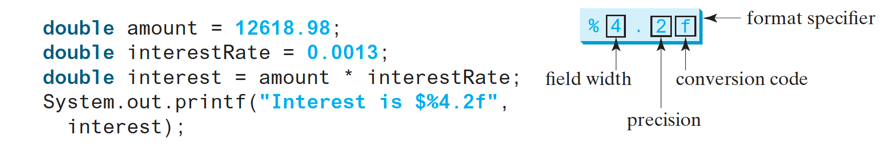 double amount = 12618.98;
double interestRate = 0.0013;
double interest = amount * interestRate;
System.out.printf("Interest is $%4.2f",
interest);
% 4 . 2 f
format specifier
field width
conversion code
precision